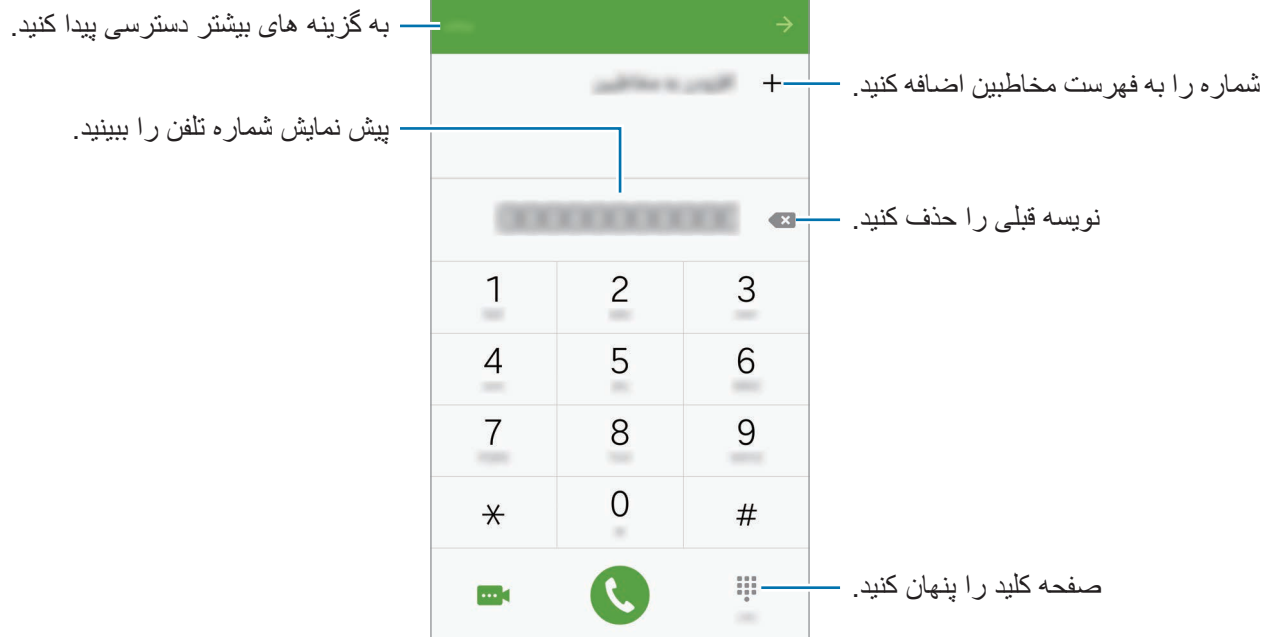 به گزینه های بیشتر دسترسی پیدا کنید.
شماره را به فهرست مخاطبین اضافه کنید.
پیش نمایش شماره تلفن را ببینید.
نویسه قبلی را حذف کنید.
1 2 3
4 5 6
7 8 9
* 0 #
صفحه کلید را پنهان کنید.